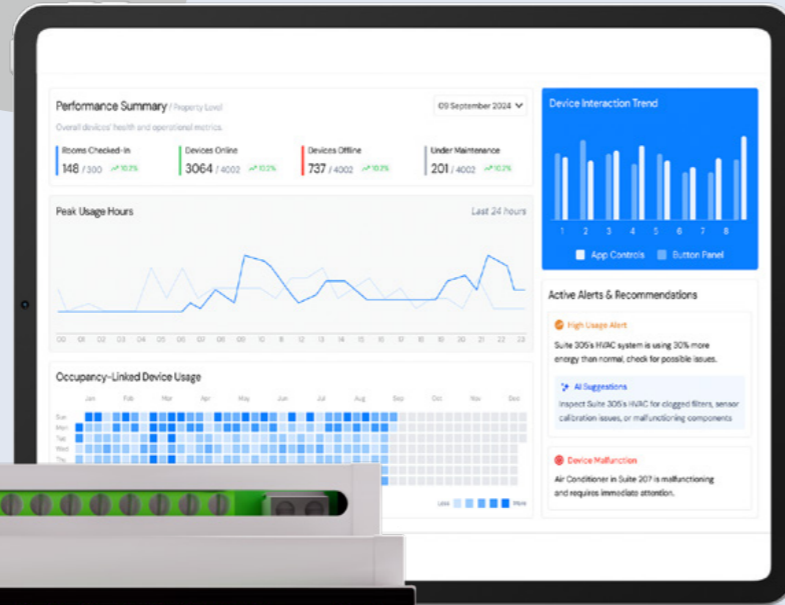 Performance Summary / Property Level
09 September 2024
Overall devices' health and operational metrics.
Rooms Checked-In
148 / 390 10.2%
Devices Online
3064 / 4002 10.2%
Devices Offline
737 / 4002 10.2%
Under Maintenance
201 / 4002 10.2%
Peak Usage Hours
Last 24 hours
00 01 02 03 04 05 06 07 08 09 10 11 12 13 14 15 16 17 18 19 20 21 22 23
Occupancy-Linked Device Usage
Jan Feb Mar Apr May Jun Jul Aug Sep Oct Nov Dec
Sun
Mon
Tue
Wed
Thu
Less More
Device Interaction Trend
1 2 3 4 5 6 7 8
App Controls Button Panel
Active Alerts & Recommendations
High Usage Alert
Suite 305's HVAC system is using 30% more
energy than normal, check for possible issues.
AI Suggestions
Inspect Suite 305's HVAC for clogged filters, sensor
calibration issues, or malfunctioning components
Device Malfunction
Air Conditioner in Suite 207 is malfunctioning
and requires immediate attention.